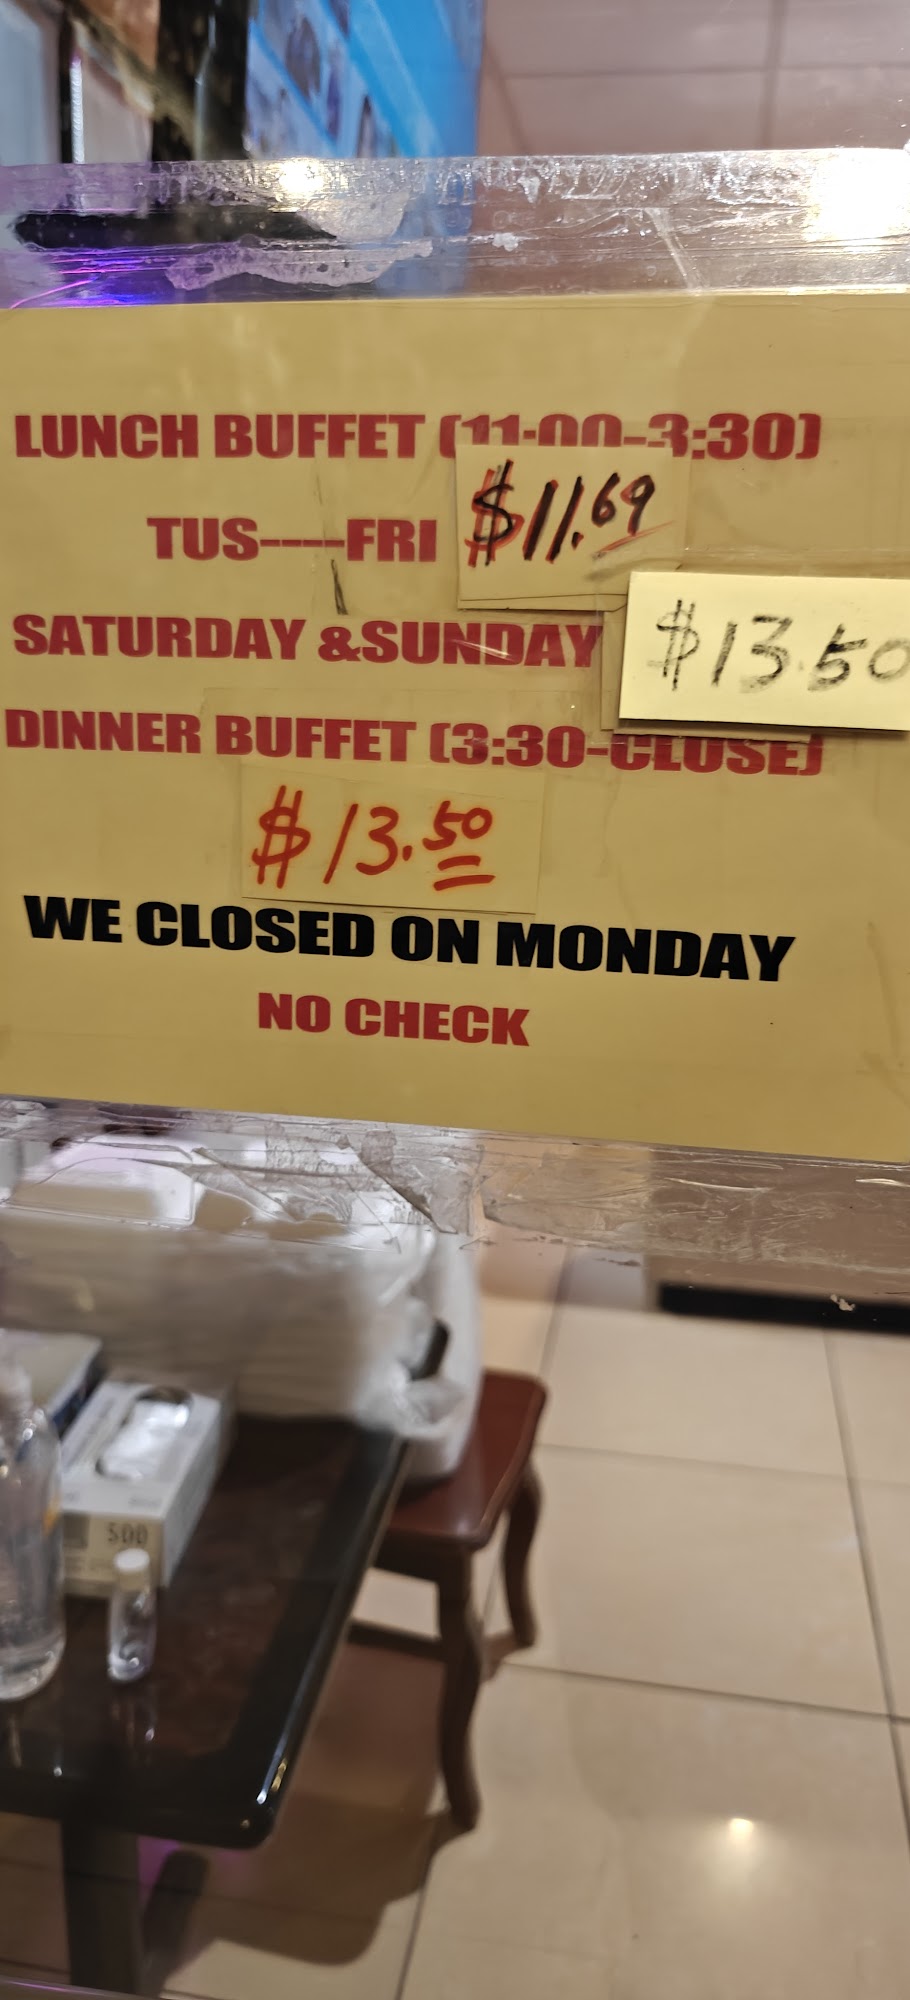 LUNCH BUFFET (11:00-3:30)
TUS----FRI $11.69
SATURDAY &SUNDAY $13.50
DINNER BUFFET (3:30-CLOSE)
$13.50
WE CLOSED ON MONDAY
NO CHECK
500